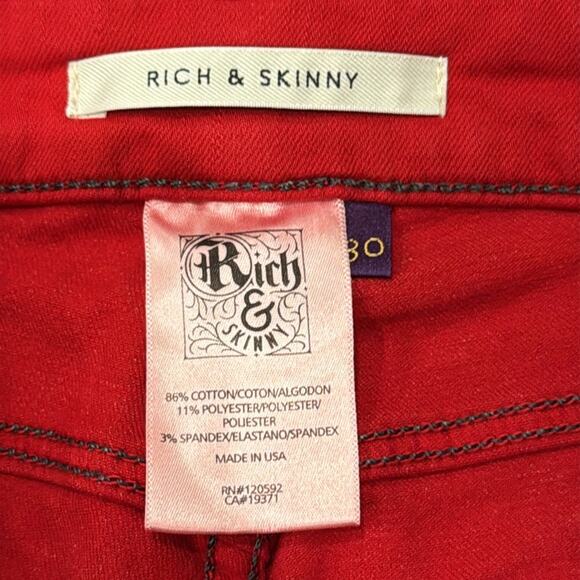 RICH & SKINNY
30
Rich
&
SKINNY
86% COTTON/COTON/ALGODON
11% POLYESTER/POLYESTER/
POLIESTER
3% SPANDEX/ELASTANO/SPANDEX
MADE IN USA
RN#120592
CA#19371